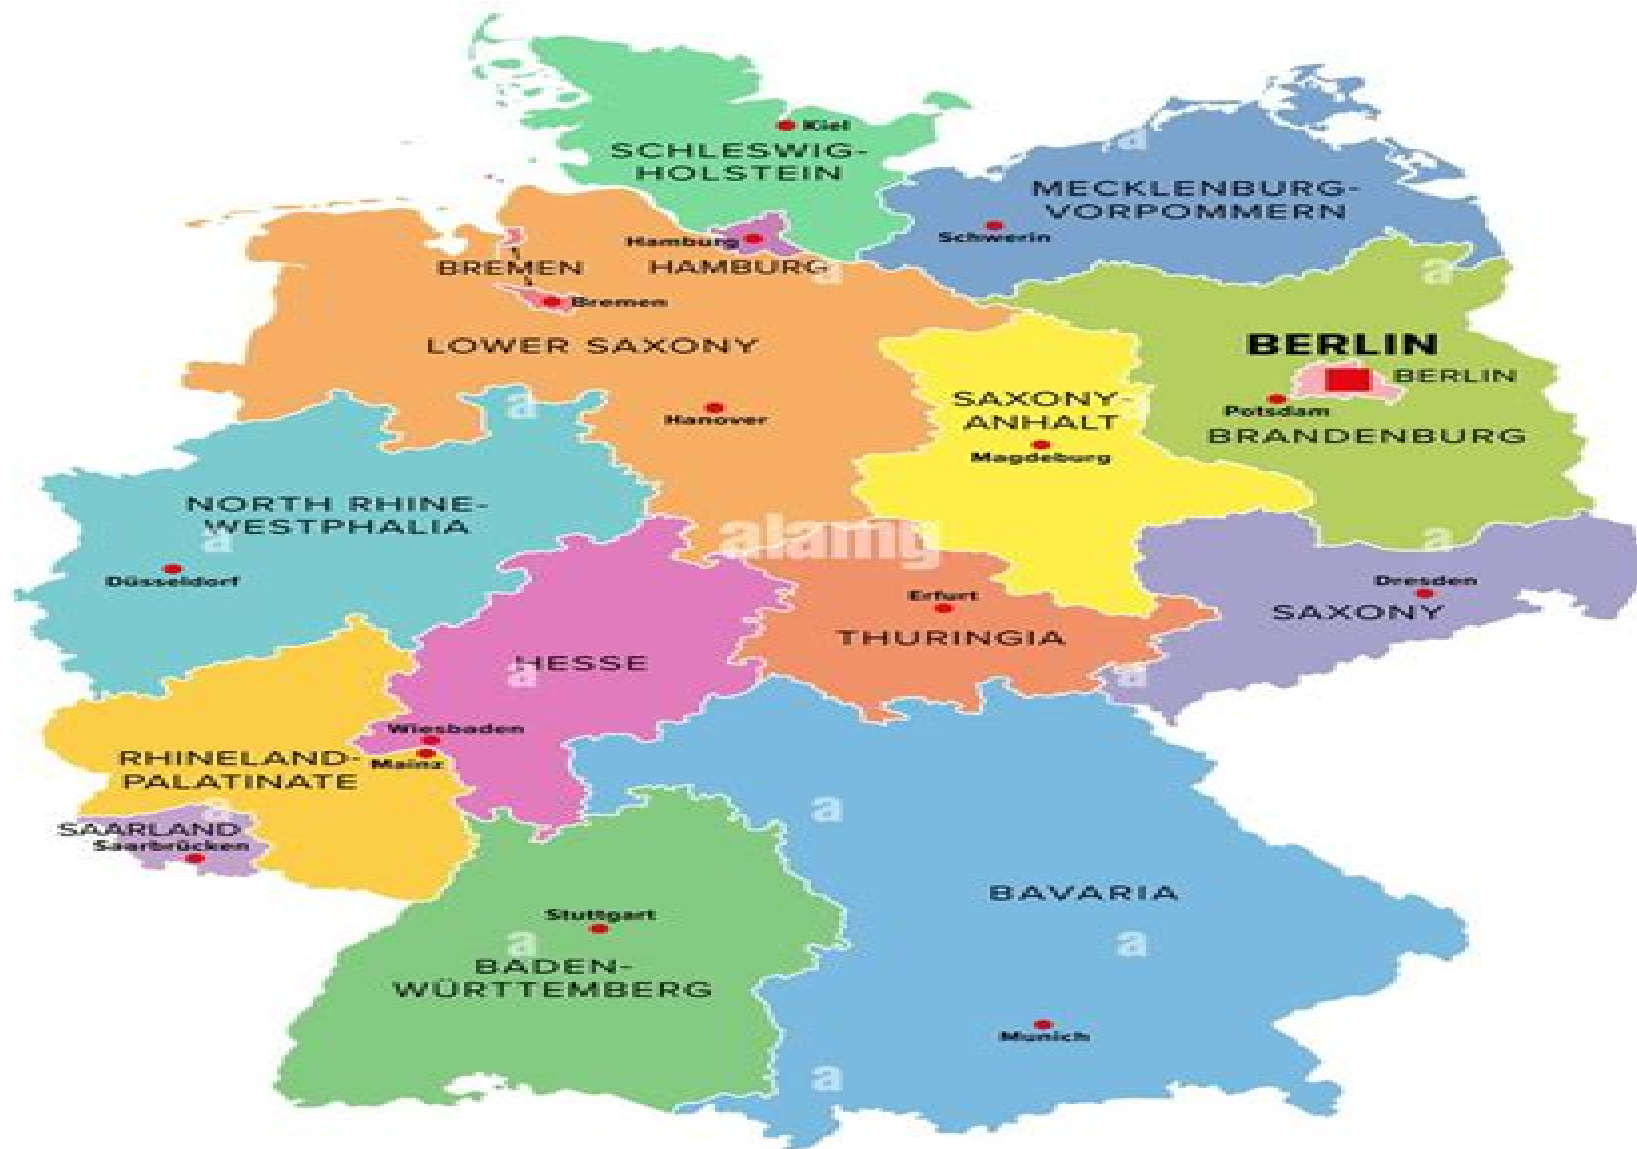 Kiel
SCHLESWIG-
HOLSTEIN
MECKLENBURG-
VORPOMMERN
Schwerin
Hamburg
HAMBURG
BREMEN
Bremen
LOWER SAXONY
Hanover
BERLIN
BERLIN
Potsdam
BRANDENBURG
SAXONY-
ANHALT
Magdeburg
NORTH RHINE-
WESTPHALIA
Düsseldorf
alamy
Erfurt
THURINGIA
Dresden
SAXONY
HESSE
Wiesbaden
Mainz
RHINELAND-
PALATINATE
SAARLAND
Saarbrücken
BAVARIA
Stuttgart
BADEN-
WÜRTTEMBERG
Munich
a
a
a
a
a
a
a
a
a
a
a
a
a